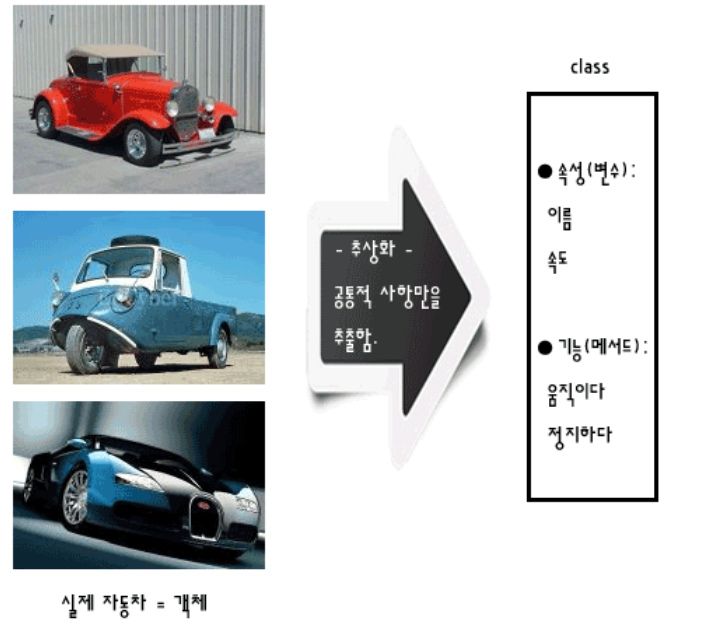 class
- 추상화 -
공통적 사항만을
추출함.
● 속성(변수):
이름
속도
● 기능(메서드):
움직이다
정지하다
실제 자동차 = 객체